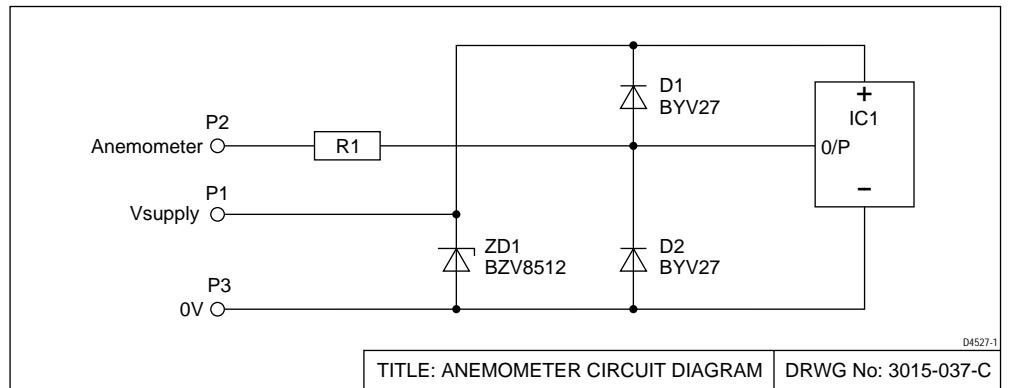 D1
BYV27
+
IC1
0/P
−
P2
Anemometer
R1
P1
Vsupply
ZD1
BZV8512
D2
BYV27
P3
0V
D4527-1
TITLE: ANEMOMETER CIRCUIT DIAGRAM
DRWG No: 3015-037-C